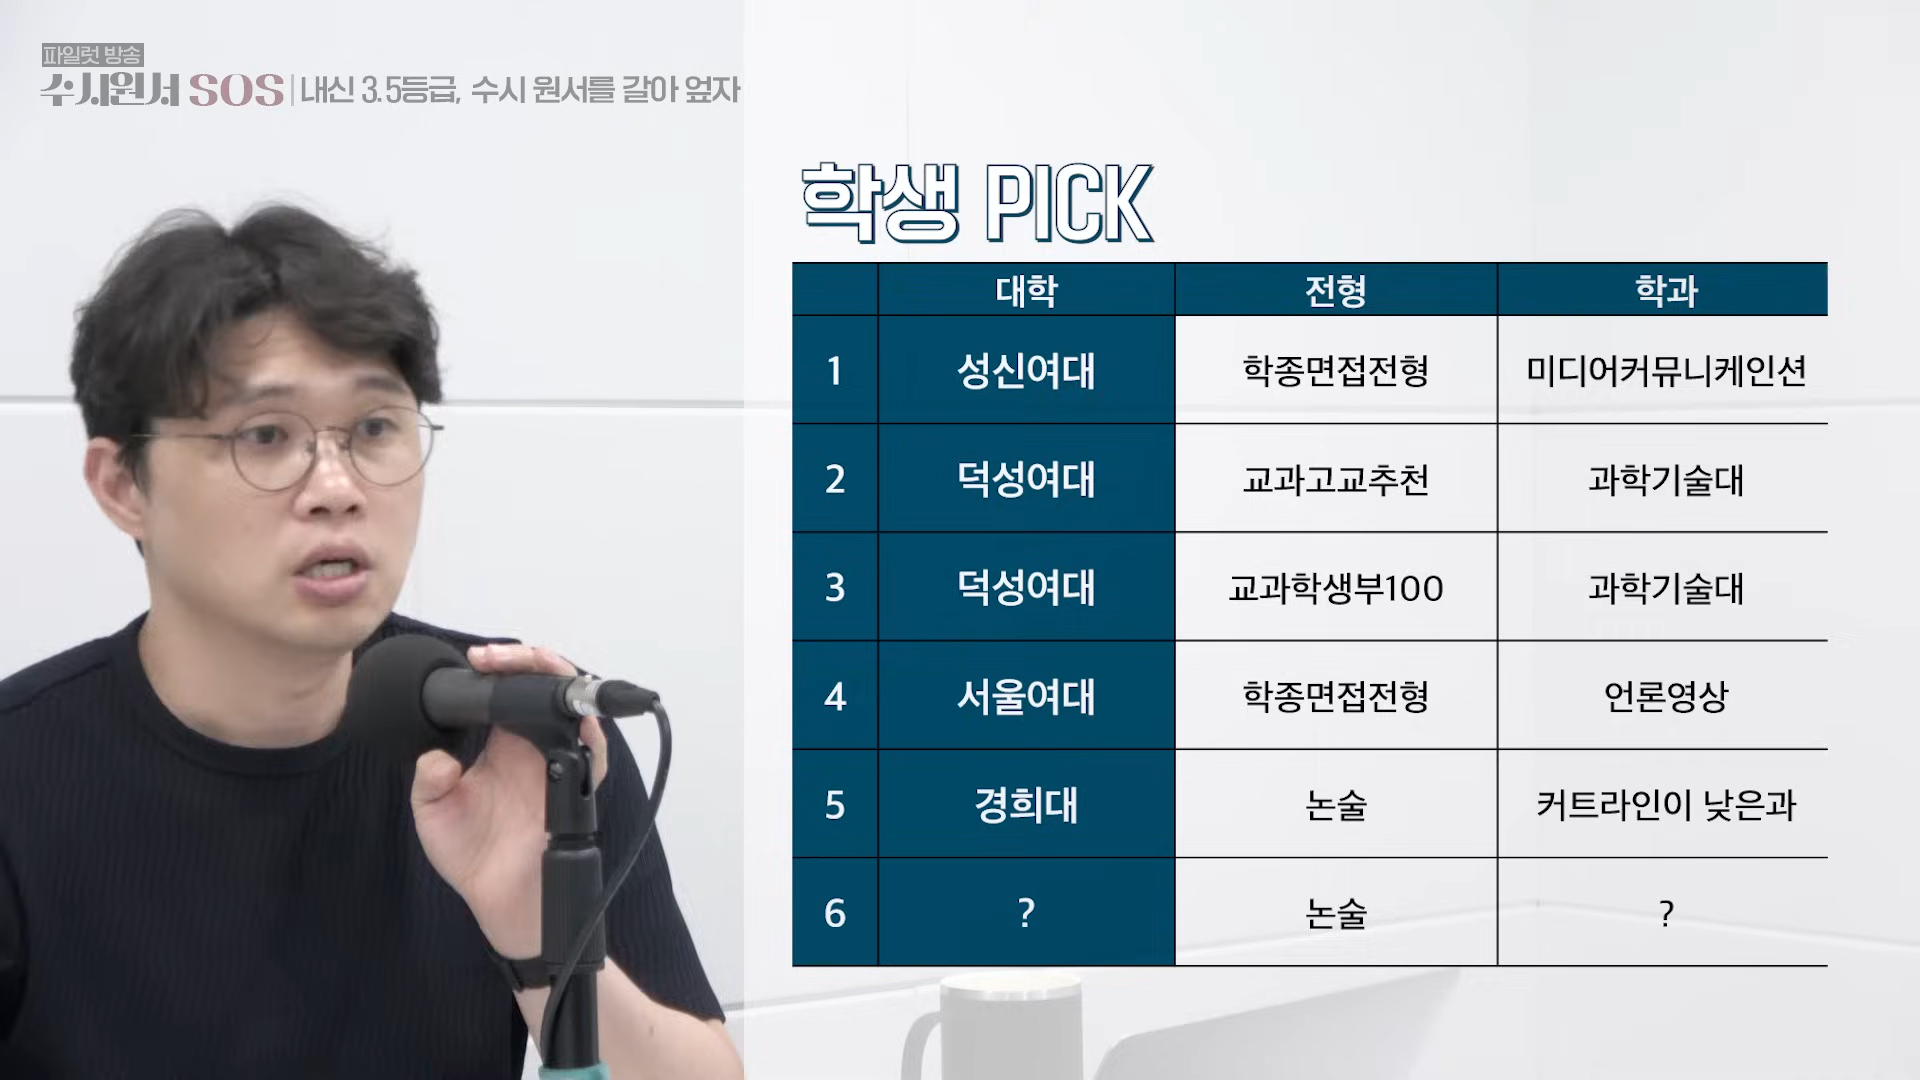 파일럿 방송
수시원서 SOS | 내신 3.5등급, 수시 원서를 갈아 엎자
학생 PICK
대학 전형 학과
1 성신여대 학종면접전형 미디어커뮤니케인션
2 덕성여대 교과고교추천 과학기술대
3 덕성여대 교과학생부100 과학기술대
4 서울여대 학종면접전형 언론영상
5 경희대 논술 커트라인이 낮은과
6 ? 논술 ?